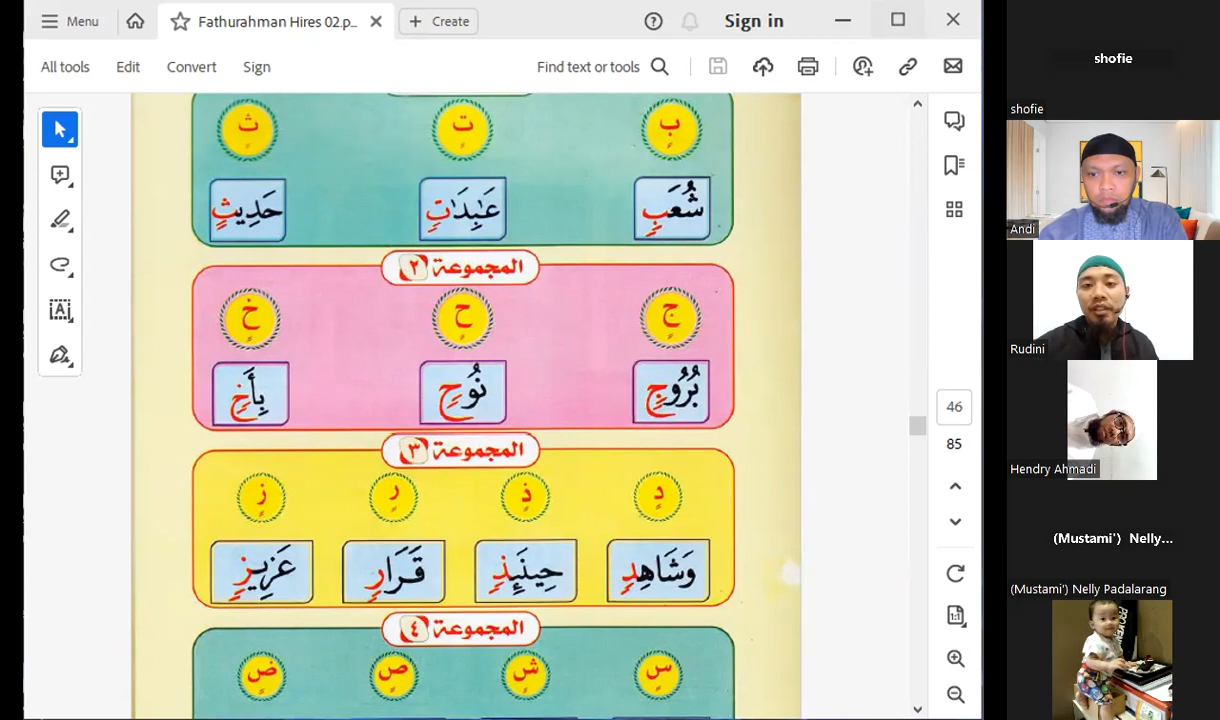 Menu
Fathurahman Hires 02.p...
Create
Sign in
All tools
Edit
Convert
Sign
Find text or tools
بٍ تٍ ثٍ
شُعَبٍ عَٰبِدَٰتٍ حَدِيثٍ
المجموعة ٢
جٍ حٍ خٍ
بُرُوجٍ نُوحٍ بِأَخٍ
المجموعة ٣
دٍ ذٍ رٍ زٍ
وَشَاهِدٍ حِينَئِذٍ قَرَارٍ عَزِيزٍ
المجموعة ٤
سٍ شٍ صٍ ضٍ
46
85
1:1
shofie
shofie
Andi
Rudini
Hendry Ahmadi
(Mustami') Nelly...
(Mustami') Nelly Padalarang